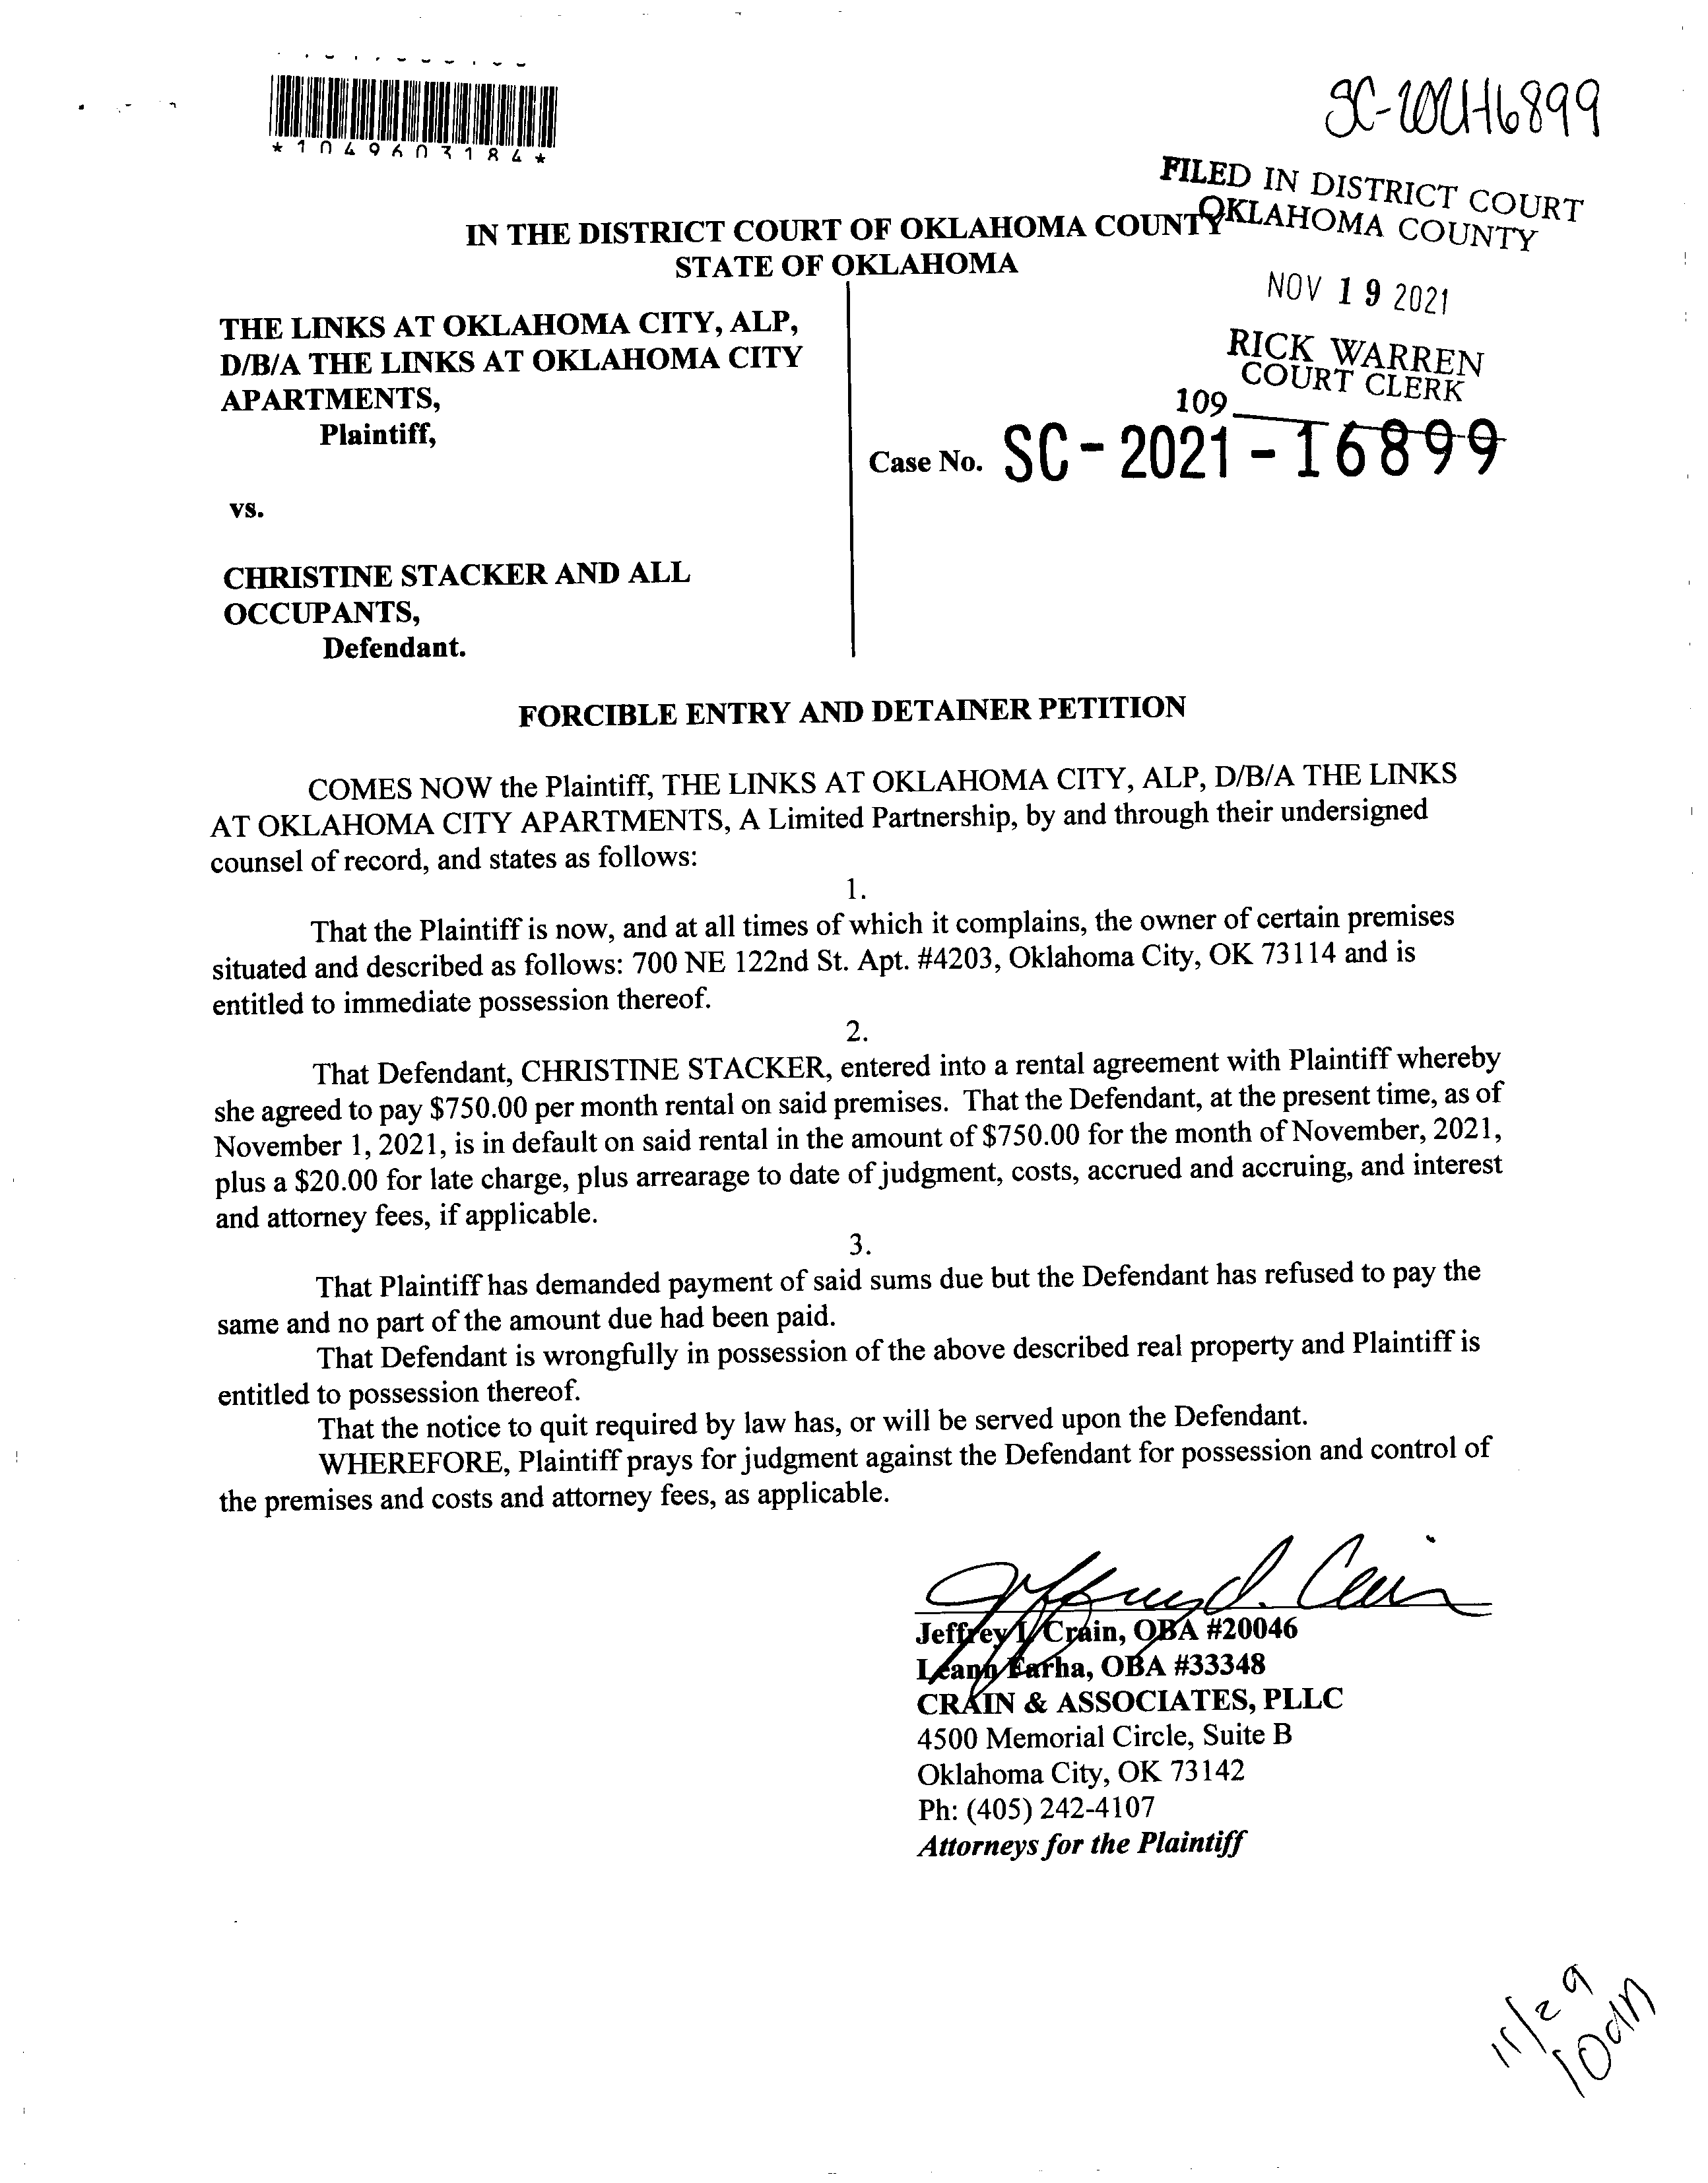 *1049603184*
SC-2021-16899
FILED IN DISTRICT COURT
OKLAHOMA COUNTY
IN THE DISTRICT COURT OF OKLAHOMA COUNTY
STATE OF OKLAHOMA
NOV 19 2021
RICK WARREN
COURT CLERK
109
THE LINKS AT OKLAHOMA CITY, ALP,
D/B/A THE LINKS AT OKLAHOMA CITY
APARTMENTS,
Plaintiff,
Case No. SC-2021-16899
vs.
CHRISTINE STACKER AND ALL
OCCUPANTS,
Defendant.
FORCIBLE ENTRY AND DETAINER PETITION
COMES NOW the Plaintiff, THE LINKS AT OKLAHOMA CITY, ALP, D/B/A THE LINKS
AT OKLAHOMA CITY APARTMENTS, A Limited Partnership, by and through their undersigned
counsel of record, and states as follows:
1.
That the Plaintiff is now, and at all times of which it complains, the owner of certain premises
situated and described as follows: 700 NE 122nd St. Apt. #4203, Oklahoma City, OK 73114 and is
entitled to immediate possession thereof.
2.
That Defendant, CHRISTINE STACKER, entered into a rental agreement with Plaintiff whereby
she agreed to pay $750.00 per month rental on said premises. That the Defendant, at the present time, as of
November 1, 2021, is in default on said rental in the amount of $750.00 for the month of November, 2021,
plus a $20.00 for late charge, plus arrearage to date of judgment, costs, accrued and accruing, and interest
and attorney fees, if applicable.
3.
That Plaintiff has demanded payment of said sums due but the Defendant has refused to pay the
same and no part of the amount due had been paid.
That Defendant is wrongfully in possession of the above described real property and Plaintiff is
entitled to possession thereof.
That the notice to quit required by law has, or will be served upon the Defendant.
WHEREFORE, Plaintiff prays for judgment against the Defendant for possession and control of
the premises and costs and attorney fees, as applicable.
Jeffrey I. Crain, OBA #20046
Leann Farha, OBA #33348
CRAIN & ASSOCIATES, PLLC
4500 Memorial Circle, Suite B
Oklahoma City, OK 73142
Ph: (405) 242-4107
Attorneys for the Plaintiff
11/29
10am